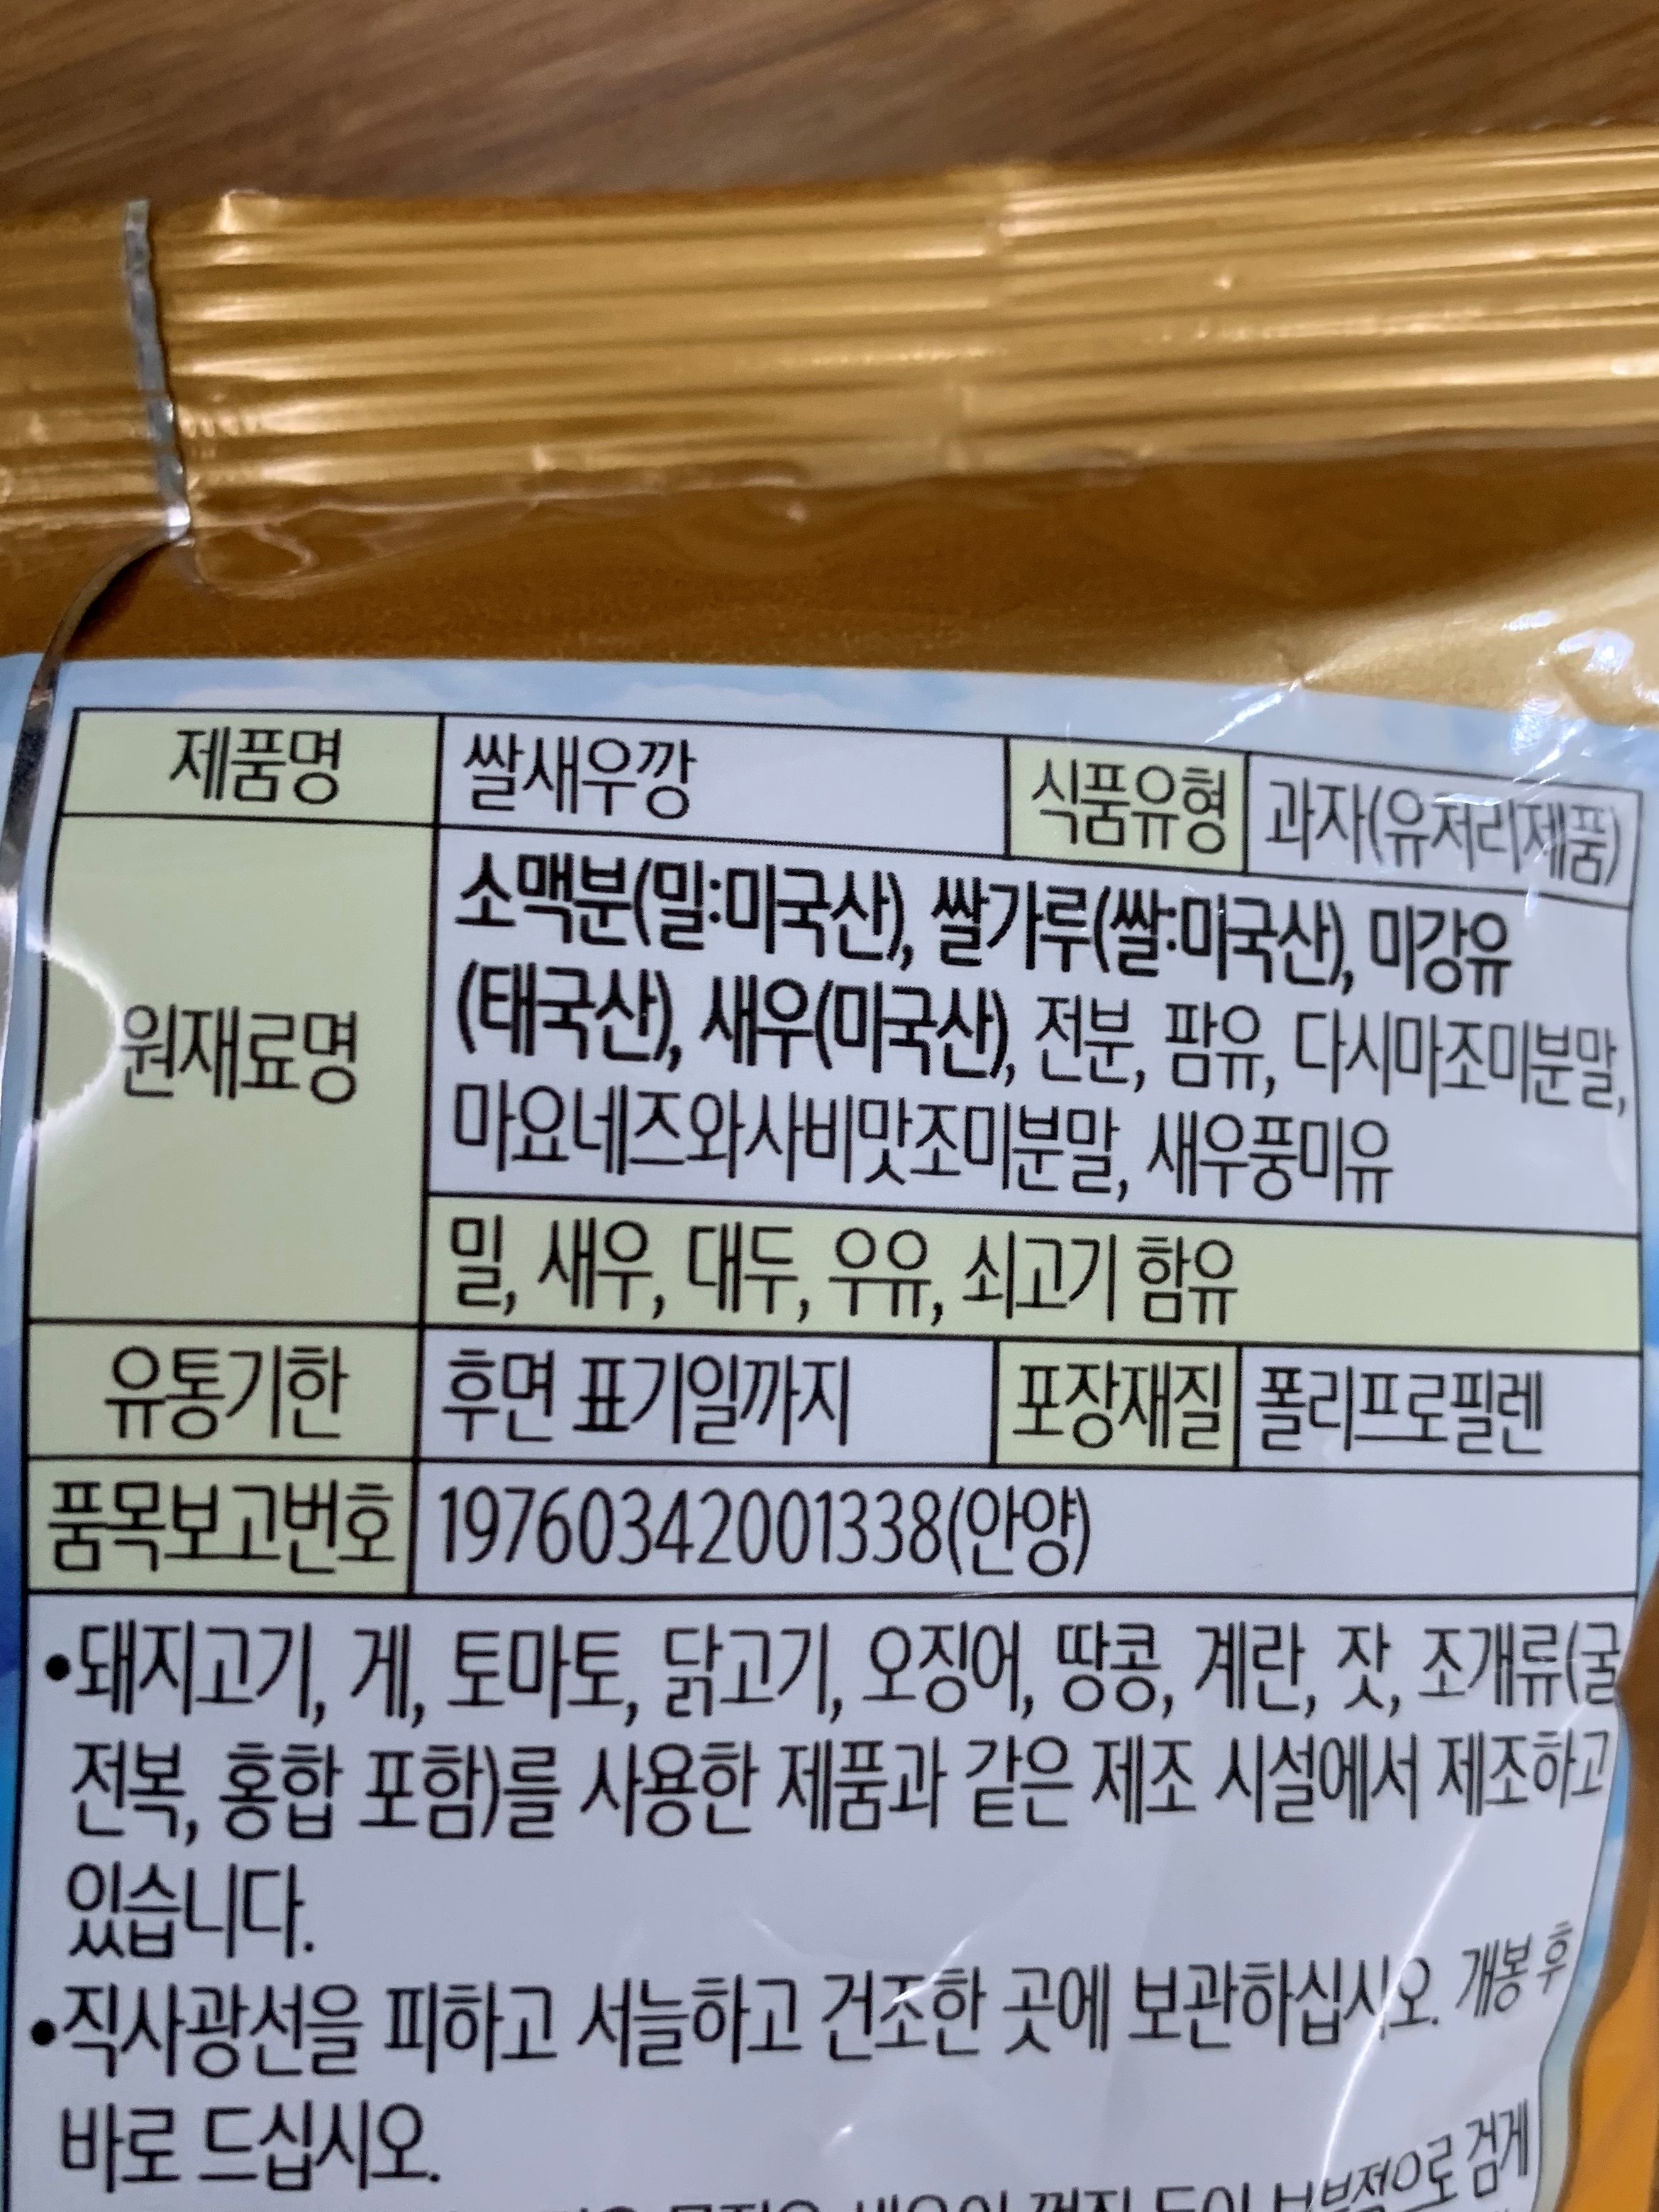 제품명 쌀새우깡 식품유형 과자(유처리제품)
원재료명
소맥분(밀:미국산), 쌀가루(쌀:미국산), 미강유
(태국산), 새우(미국산), 전분, 팜유, 다시마조미분말,
마요네즈와사비맛조미분말, 새우풍미유
밀, 새우, 대두, 우유, 쇠고기 함유
유통기한 후면 표기일까지 포장재질 폴리프로필렌
품목보고번호 19760342001338(안양)
•돼지고기, 게, 토마토, 닭고기, 오징어, 땅콩, 계란, 잣, 조개류(굴
전복, 홍합 포함)를 사용한 제품과 같은 제조 시설에서 제조하고
있습니다.
•직사광선을 피하고 서늘하고 건조한 곳에 보관하십시오. 개봉 후
바로 드십시오.
부분적으로 검게